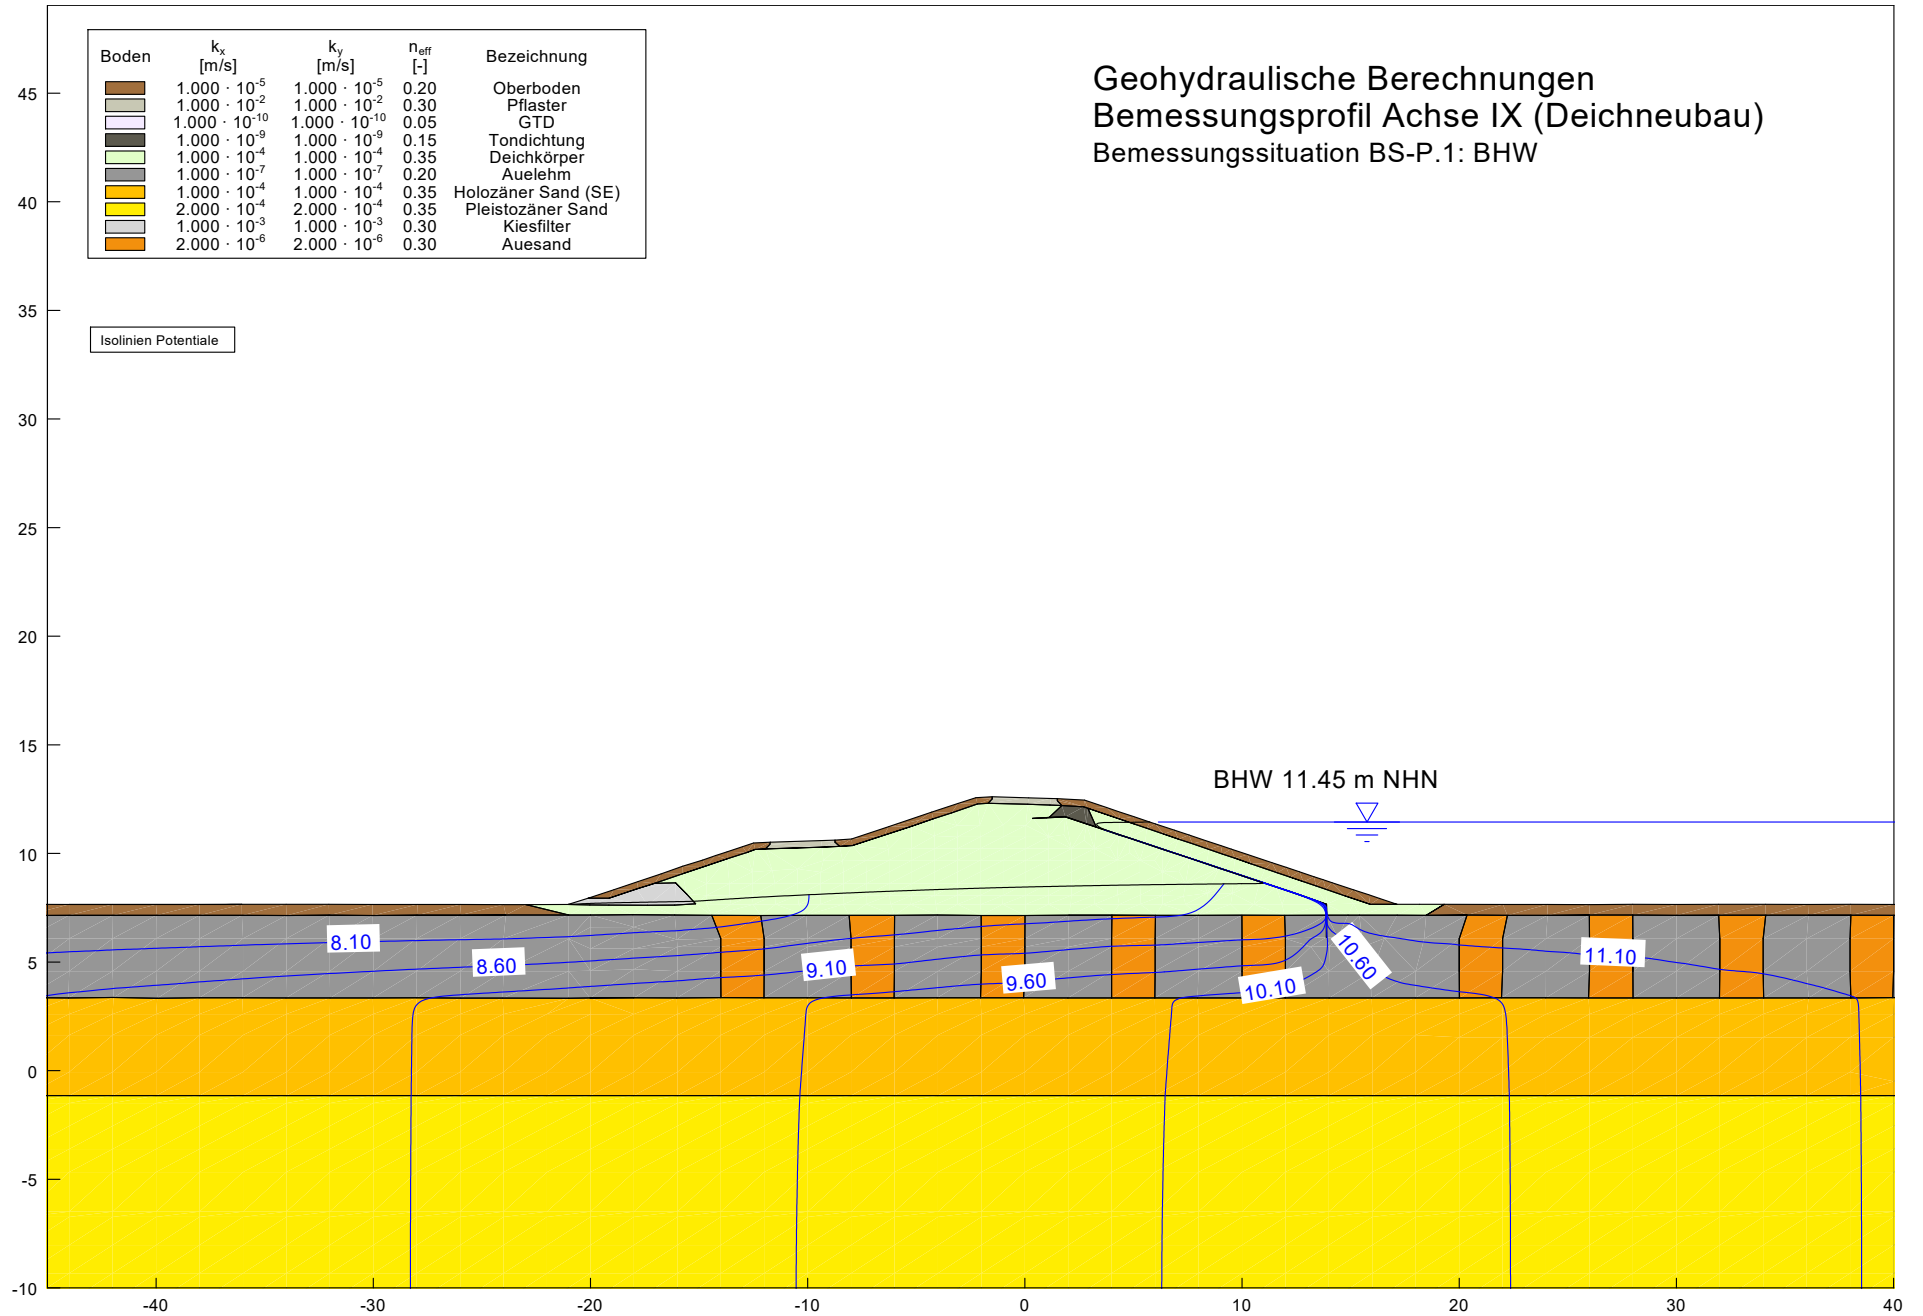 Geohydraulische Berechnungen
Bemessungsprofil Achse IX (Deichneubau)
Bemessungssituation BS-P.1: BHW
Boden kx [m/s] ky [m/s] neff [-] Bezeichnung
1.000 · 10-5 1.000 · 10-5 0.20 Oberboden
1.000 · 10-2 1.000 · 10-2 0.30 Pflaster
1.000 · 10-10 1.000 · 10-10 0.05 GTD
1.000 · 10-9 1.000 · 10-9 0.15 Tondichtung
1.000 · 10-4 1.000 · 10-4 0.35 Deichkörper
1.000 · 10-7 1.000 · 10-7 0.20 Auelehm
1.000 · 10-4 1.000 · 10-4 0.35 Holozäner Sand (SE)
2.000 · 10-4 2.000 · 10-4 0.35 Pleistozäner Sand
1.000 · 10-3 1.000 · 10-3 0.30 Kiesfilter
2.000 · 10-6 2.000 · 10-6 0.30 Auesand
Isolinien Potentiale
BHW 11.45 m NHN
45
40
35
30
25
20
15
10
5
0
-5
-10
8.10
8.60
9.10
9.60
10.10
10.60
11.10
-40 -30 -20 -10 0 10 20 30 40